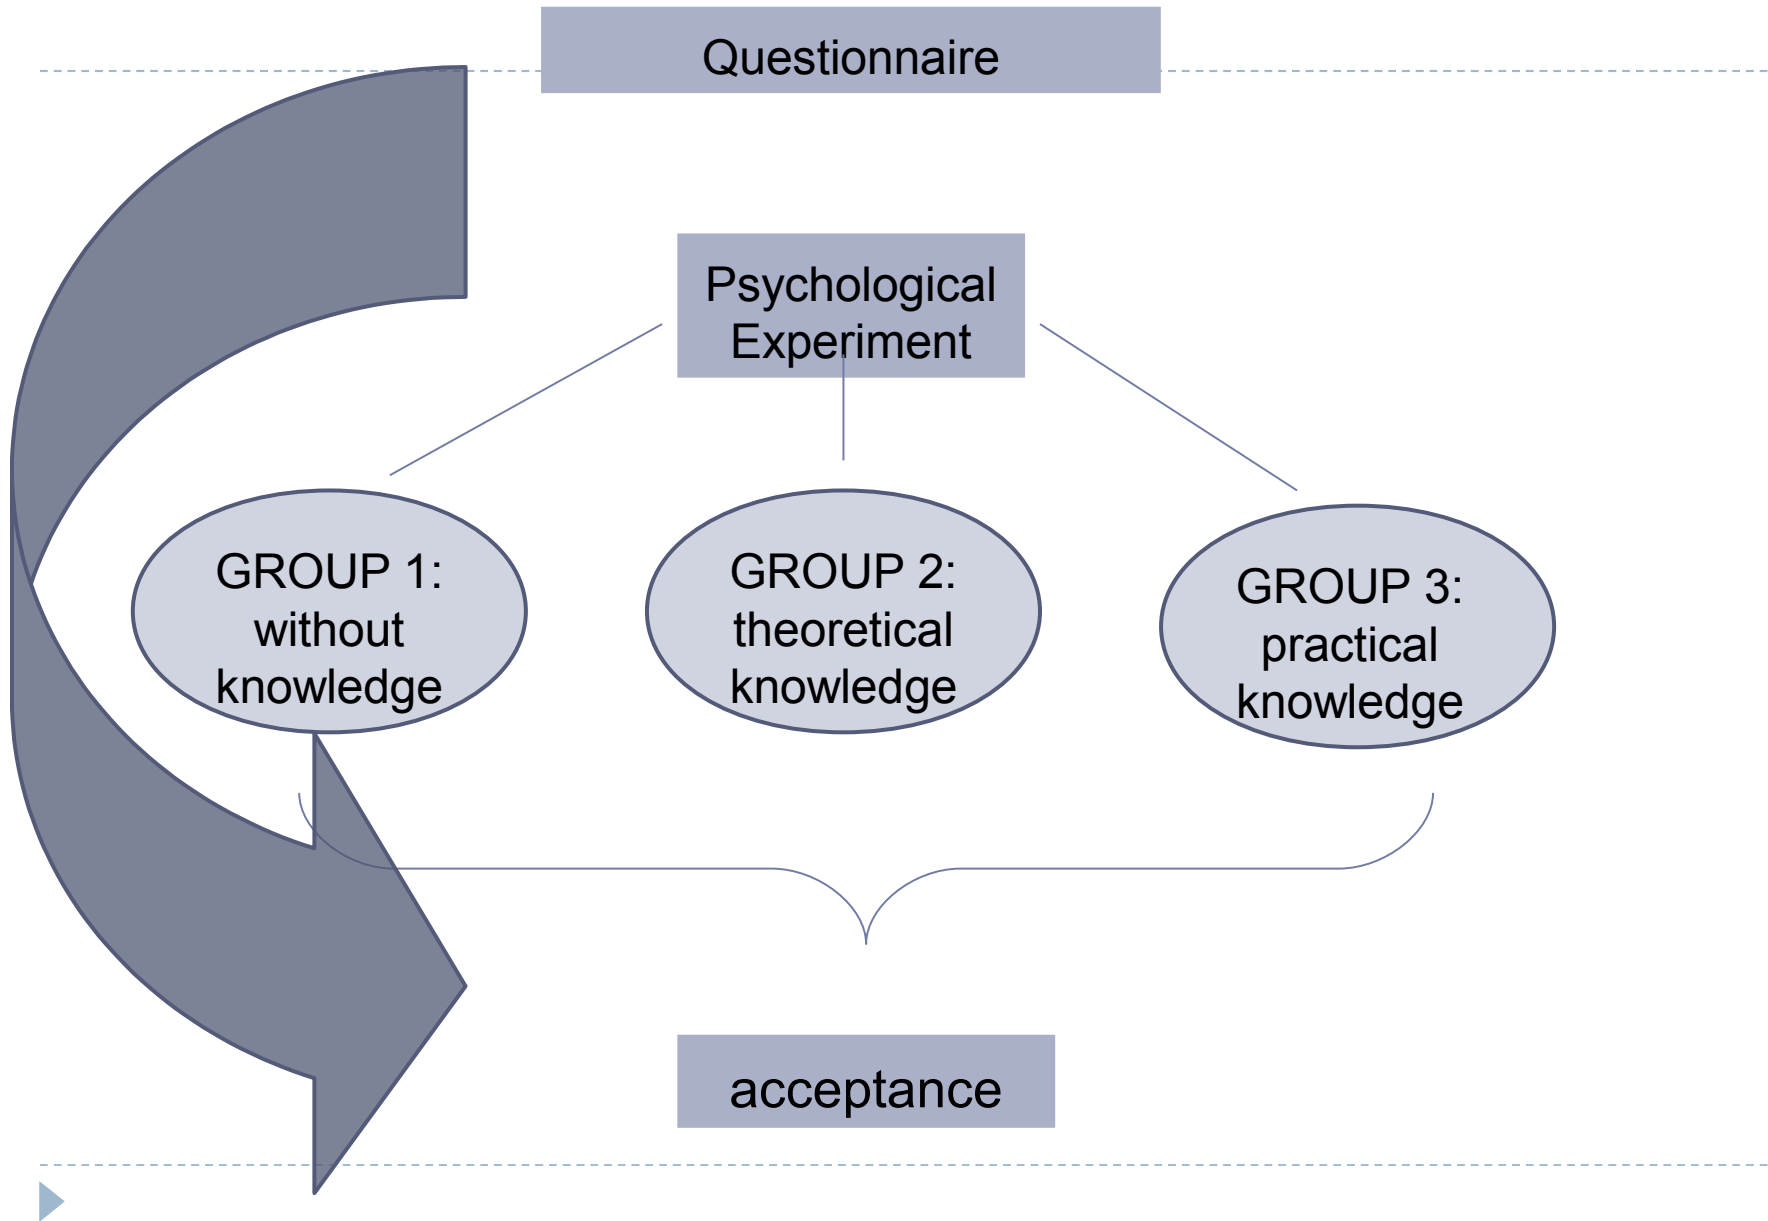 Questionnaire
Psychological
Experiment
GROUP 1:
without
knowledge
GROUP 2:
theoretical
knowledge
GROUP 3:
practical
knowledge
acceptance